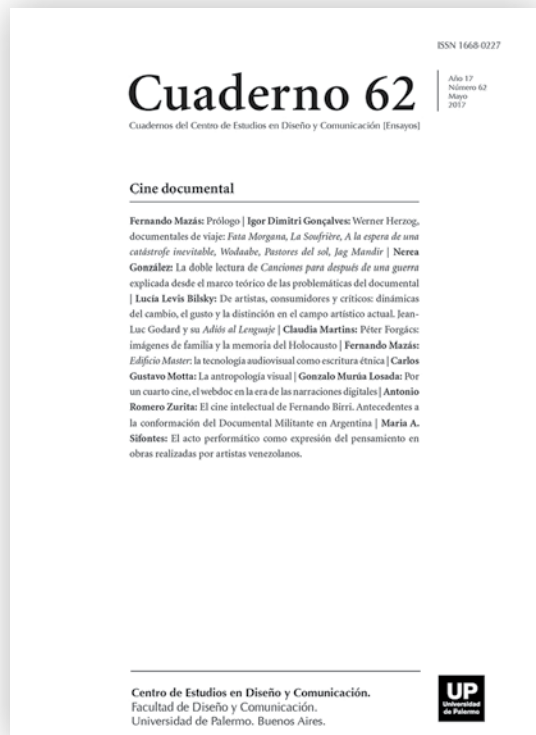 ISSN 1668-0227
Cuaderno 62
Año 17
Número 62
Mayo
2017
Cuadernos del Centro de Estudios en Diseño y Comunicación [Ensayos]
Cine documental
Fernando Mazás: Prólogo | Igor Dimitri Gonçalves: Werner Herzog,
documentales de viaje: Fata Morgana, La Soufrière, A la espera de una
catástrofe inevitable, Wodaabe, Pastores del sol, Jag Mandir | Nerea
González: La doble lectura de Canciones para después de una guerra
explicada desde el marco teórico de las problemáticas del documental
| Lucía Levis Bilsky: De artistas, consumidores y críticos: dinámicas
del cambio, el gusto y la distinción en el campo artístico actual. Jean-
Luc Godard y su Adiós al Lenguaje | Claudia Martins: Péter Forgács:
imágenes de familia y la memoria del Holocausto | Fernando Mazás:
Edificio Master: la tecnología audiovisual como escritura étnica | Carlos
Gustavo Motta: La antropología visual | Gonzalo Murúa Losada: Por
un cuarto cine, el webdoc en la era de las narraciones digitales | Antonio
Romero Zurita: El cine intelectual de Fernando Birri. Antecedentes a
la conformación del Documental Militante en Argentina | Maria A.
Sifontes: El acto performático como expresión del pensamiento en
obras realizadas por artistas venezolanos.
Centro de Estudios en Diseño y Comunicación.
Facultad de Diseño y Comunicación.
Universidad de Palermo. Buenos Aires.
UP
Universidad
de Palermo